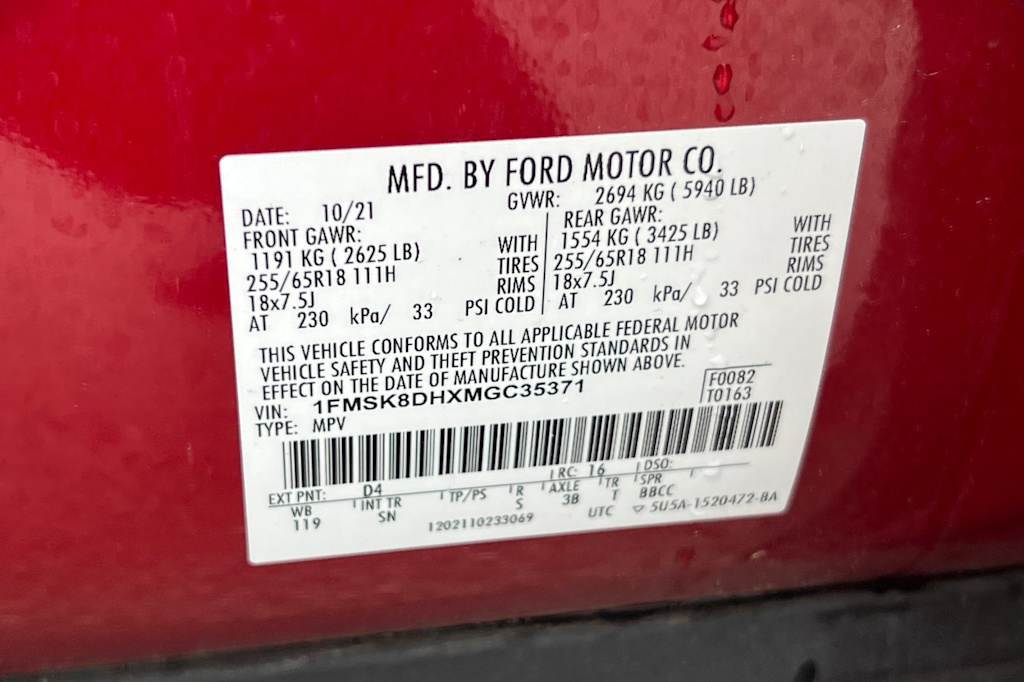 MFD. BY FORD MOTOR CO.
DATE: 10/21 GVWR: 2694 KG ( 5940 LB)
FRONT GAWR: REAR GAWR:
1191 KG ( 2625 LB) WITH 1554 KG ( 3425 LB) WITH
255/65R18 111H TIRES 255/65R18 111H TIRES
18x7.5J RIMS 18x7.5J RIMS
AT 230 kPa/ 33 PSI COLD AT 230 kPa/ 33 PSI COLD
THIS VEHICLE CONFORMS TO ALL APPLICABLE FEDERAL MOTOR
VEHICLE SAFETY AND THEFT PREVENTION STANDARDS IN
EFFECT ON THE DATE OF MANUFACTURE SHOWN ABOVE.
VIN: 1FMSK8DHXMGC35371 F0082
TYPE: MPV T0163
EXT PNT: D4 RC: 16 DSO:
WB INT TR TP/PS R AXLE TR SPR
119 SN S 3B T BBCC
1202110233069 UTC ▽ 5U5A-1520472-BA